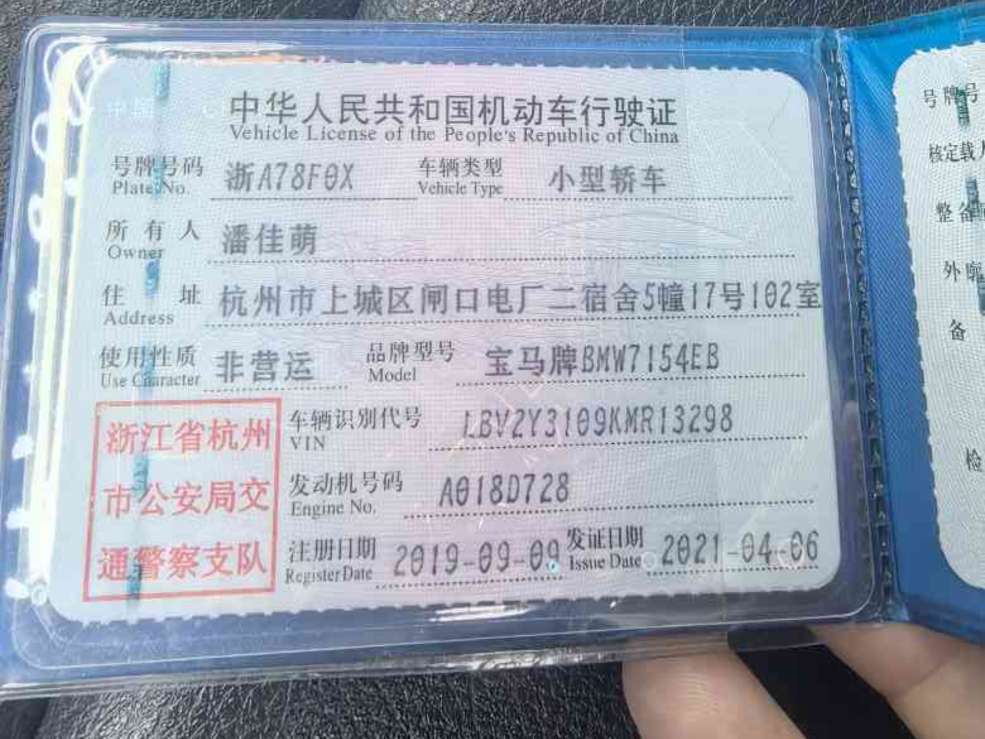 中华人民共和国机动车行驶证
Vehicle License of the People's Republic of China
号牌号码 浙A78F0X 车辆类型 小型轿车
Plate No. Vehicle Type
所有人 潘佳萌
Owner
住址 杭州市上城区闸口电厂二宿舍5幢17号102室
Address
使用性质 非营运 品牌型号 宝马牌BMW7154EB
Use Character Model
浙江省杭州
市公安局交
通警察支队
车辆识别代号 LBV2Y3109KMR13298
VIN
发动机号码 A018D728
Engine No.
注册日期 2019-09-09 发证日期 2021-04-06
Register Date Issue Date
号牌号
核定载人
整备
外廓
备
检